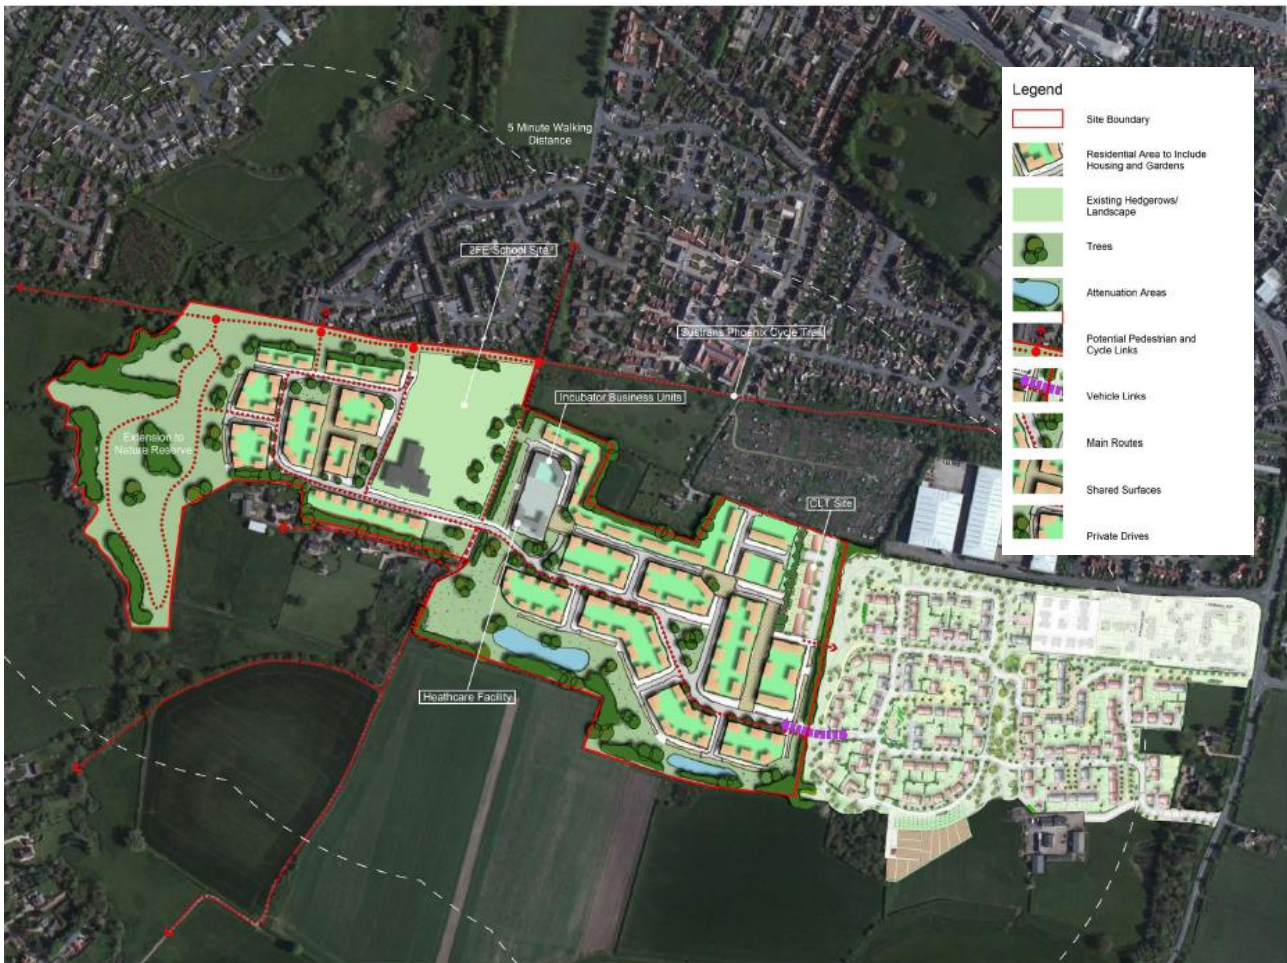 Legend
Site Boundary
Residential Area to Include
Housing and Gardens
Existing Hedgerows/
Landscape
Trees
Attenuation Areas
Potential Pedestrian and
Cycle Links
Vehicle Links
Main Routes
Shared Surfaces
Private Drives
5 Minute Walking
Distance
2FE School Site
Sustrans Phoenix Cycle Trail
Incubator Business Units
Extension to
Nature Reserve
CLT Site
Heathcare Facility